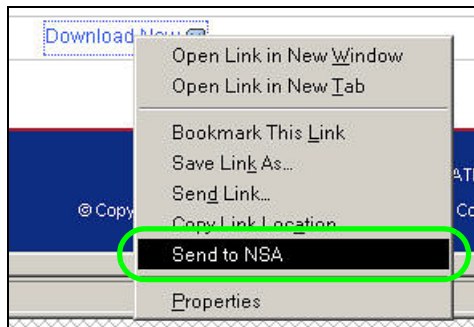 Download Now
Open Link in New Window
Open Link in New Tab
Bookmark This Link
Save Link As...
Send Link...
© Copy
Copy Link Location
Send to NSA
Properties